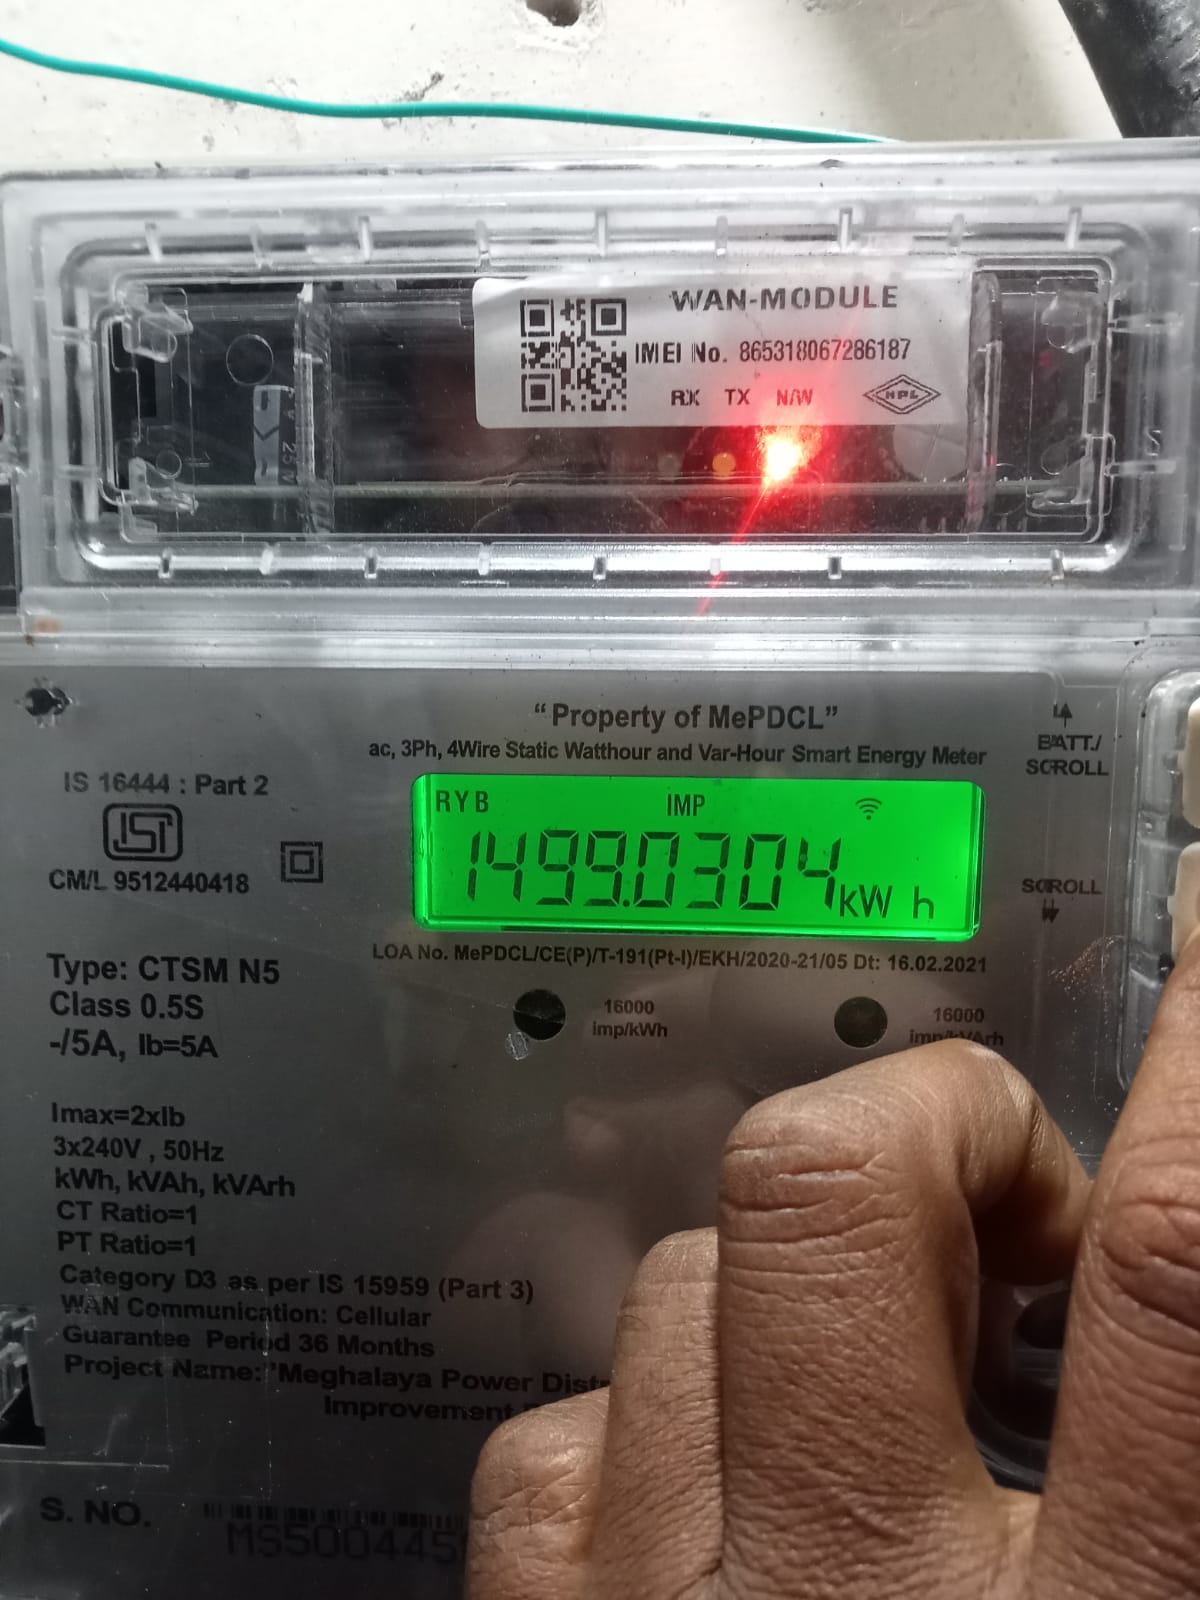 WAN-MODULE
IMEI No. 865318067286187
RX TX N/W
HPL
"Property of MePDCL"
ac, 3Ph, 4Wire Static Watthour and Var-Hour Smart Energy Meter
BATT./
SCROLL
IS 16444 : Part 2
ISI
CM/L 9512440418
RYB IMP
1499.0304 kW h
SCROLL
LOA No. MePDCL/CE(P)/T-191(Pt-I)/EKH/2020-21/05 Dt: 16.02.2021
Type: CTSM N5
Class 0.5S
-/5A, Ib=5A
16000
imp/kWh
16000
imp/kVArh
Imax=2xIb
3x240V , 50Hz
kWh, kVAh, kVArh
CT Ratio=1
PT Ratio=1
Category D3 as per IS 15959 (Part 3)
WAN Communication: Cellular
Guarantee Period 36 Months
Project Name:"Meghalaya Power
Improvement
S. NO.
MS500445